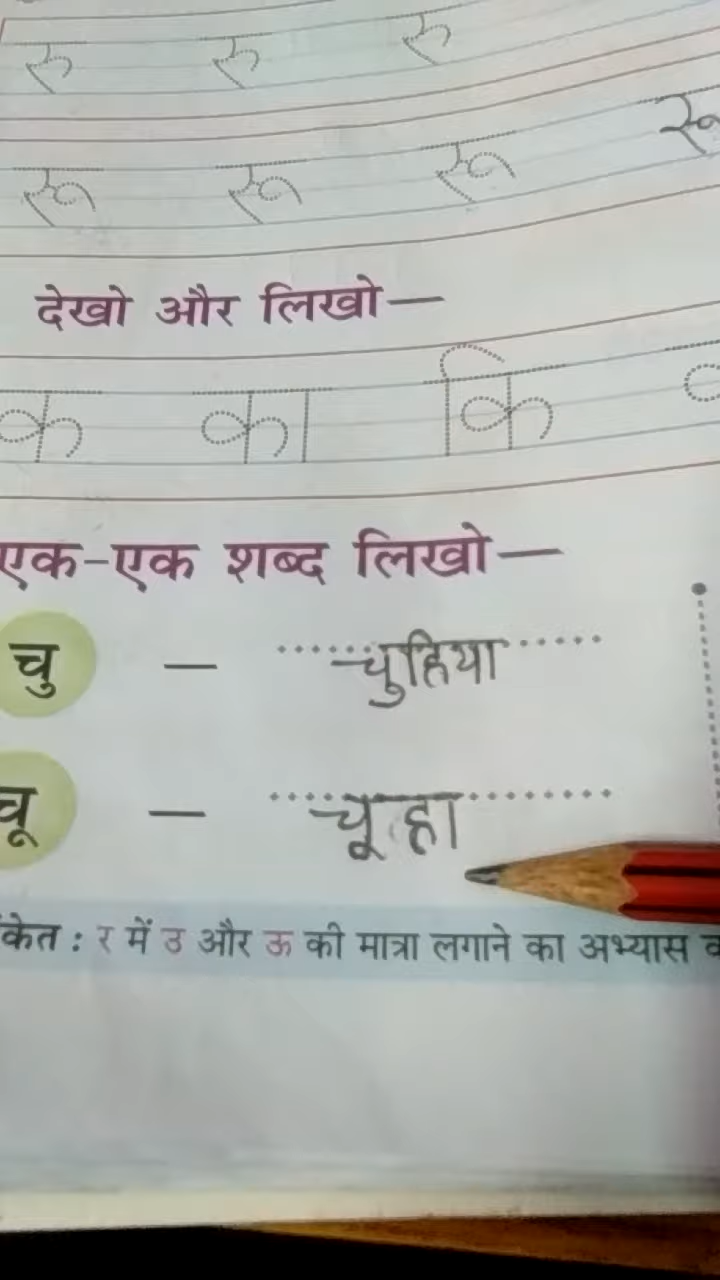 रु रु रु
रू रू रू रू
देखो और लिखो—
क का कि
एक-एक शब्द लिखो—
चु — चुहिया
चू — चूहा
केत : र में उ और ऊ की मात्रा लगाने का अभ्यास